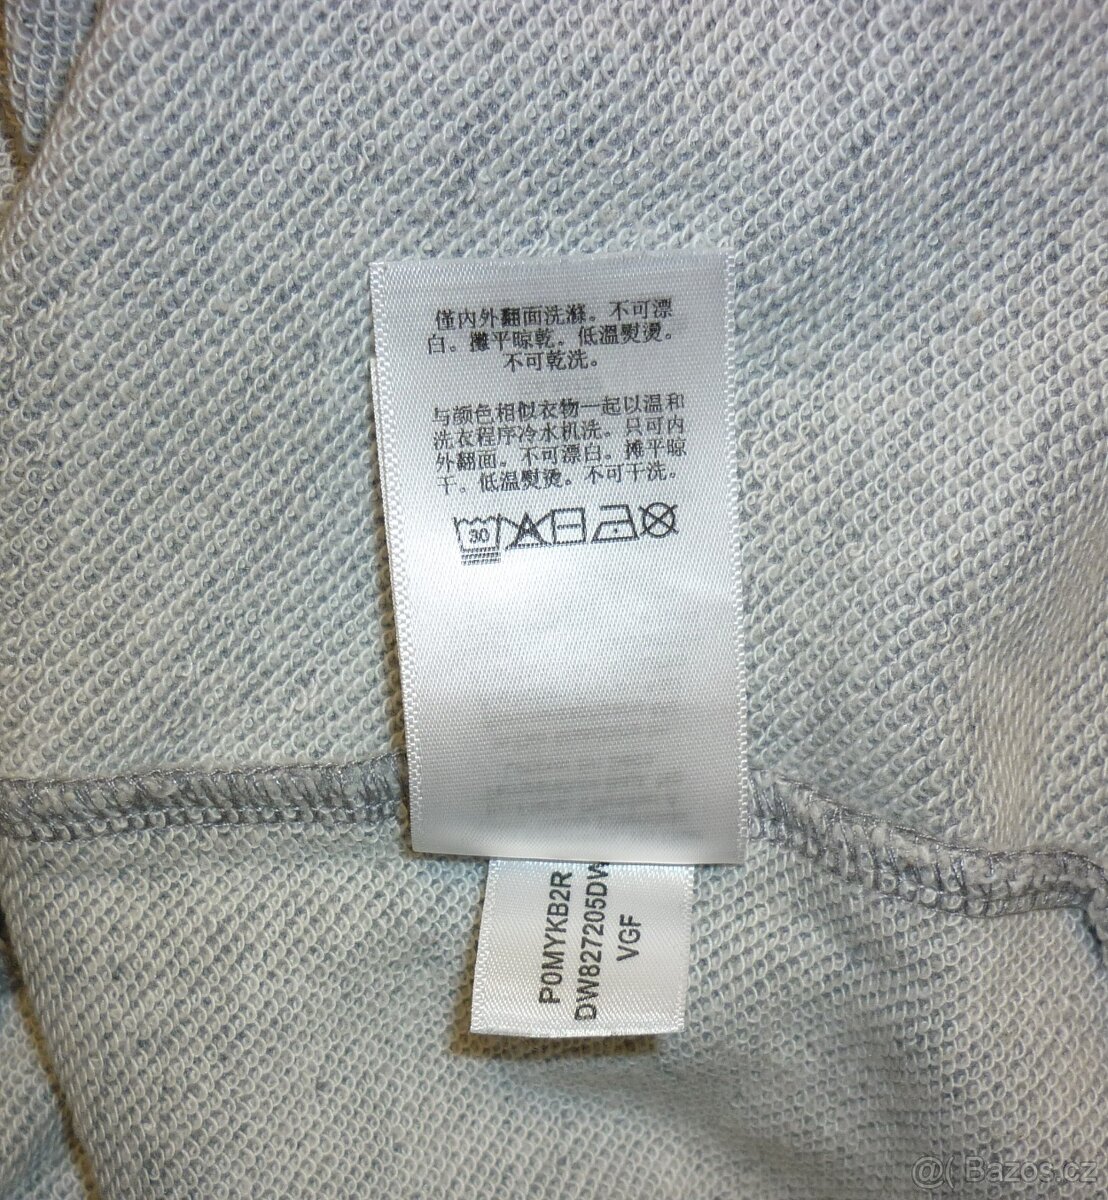 僅內外翻面洗滌。不可漂
白。攤平晾乾。低溫熨燙。
不可乾洗。
与颜色相似衣物一起以温和
洗衣程序冷水机洗。只可内
外翻面。不可漂白。摊平晾
干。低温熨烫。不可干洗。
30
P0MYKB2R
DW827205DW
VGF
@( Bazos.cz